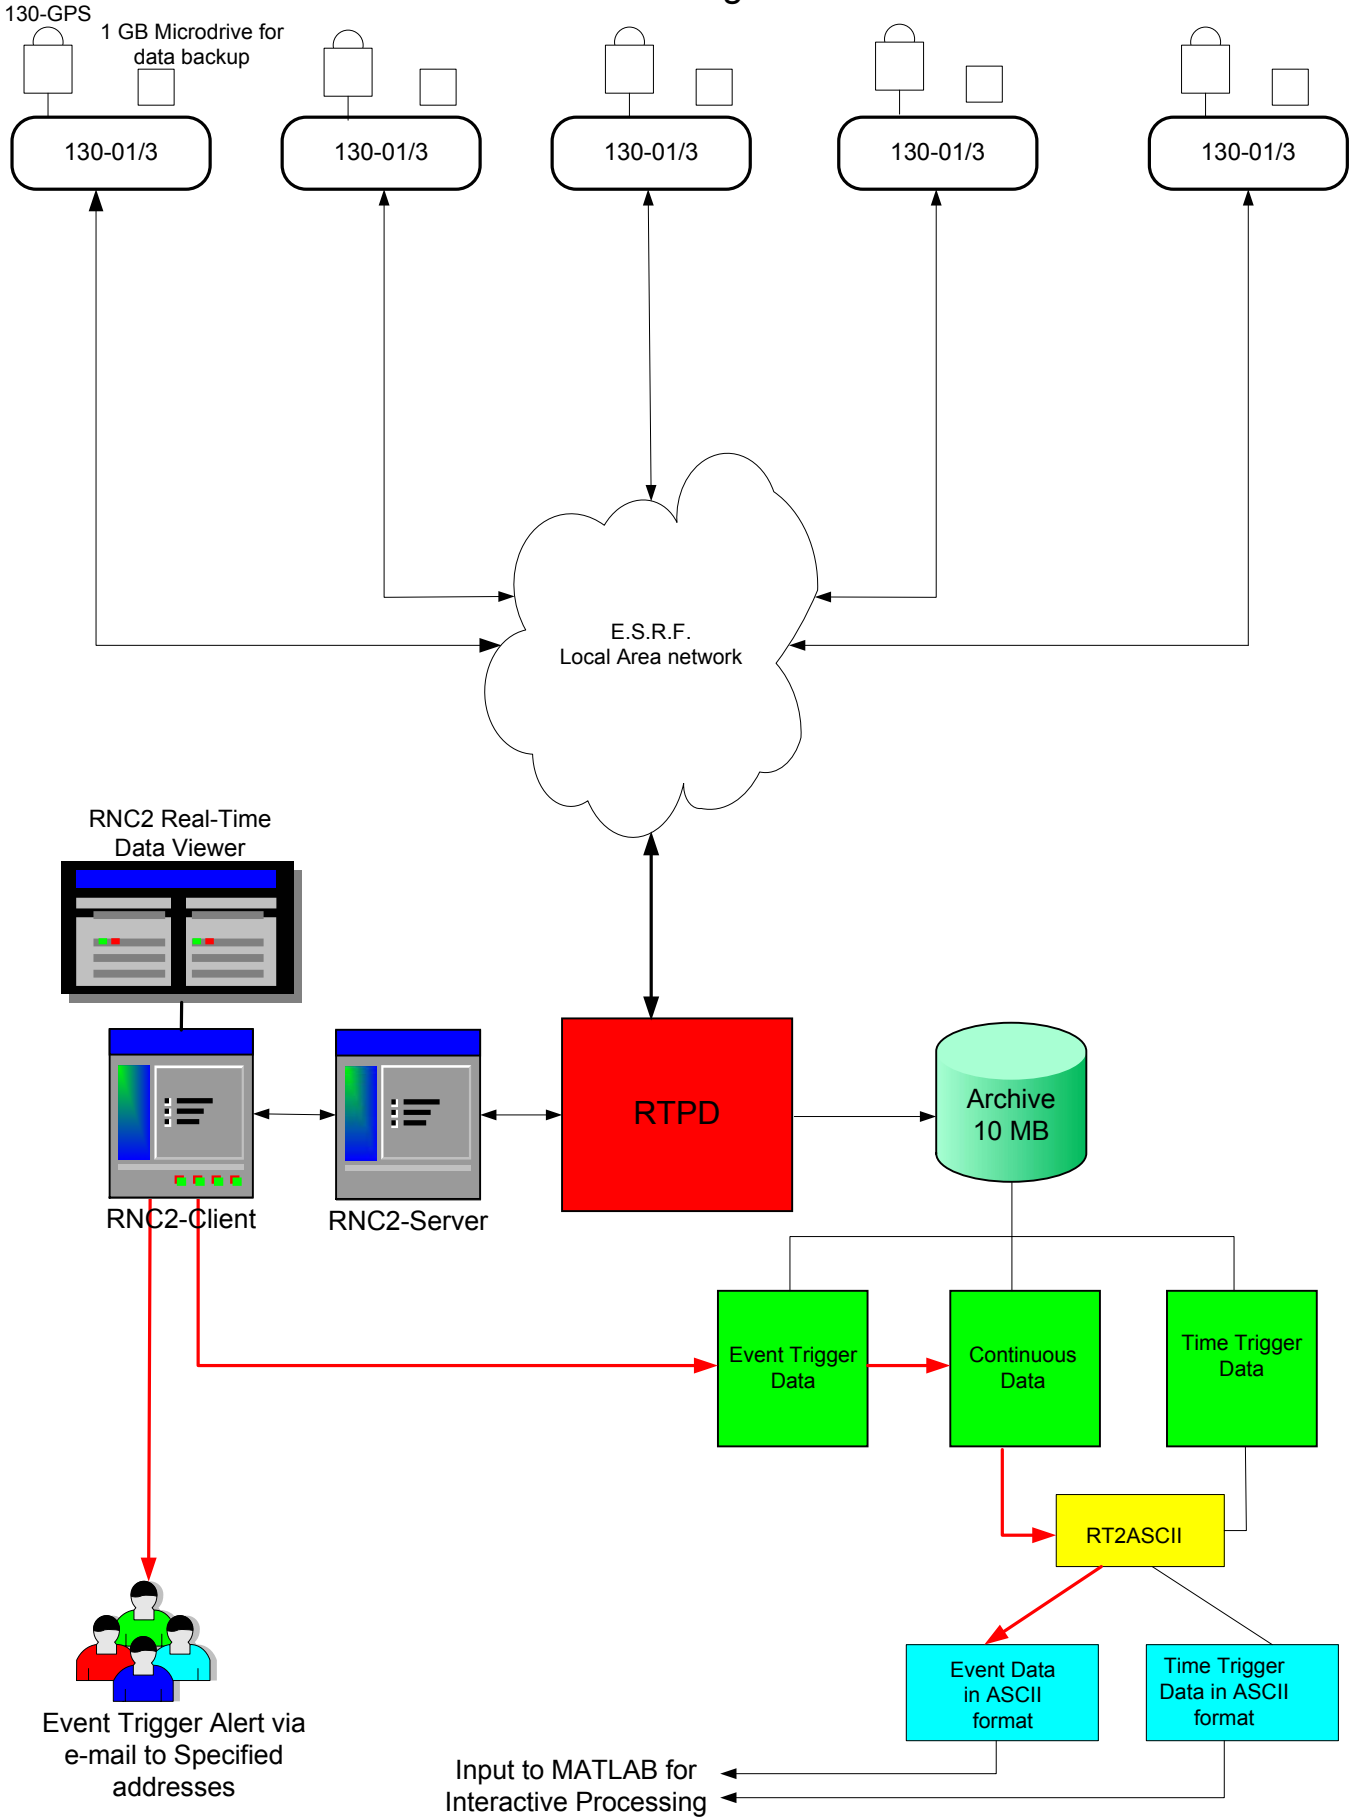 130-GPS
1 GB Microdrive for
data backup
130-01/3
130-01/3
130-01/3
130-01/3
130-01/3
E.S.R.F.
Local Area network
RNC2 Real-Time
Data Viewer
RTPD
Archive
10 MB
RNC2-Client
RNC2-Server
Event Trigger
Data
Continuous
Data
Time Trigger
Data
RT2ASCII
Event Data
in ASCII
format
Time Trigger
Data in ASCII
format
Event Trigger Alert via
e-mail to Specified
addresses
Input to MATLAB for
Interactive Processing